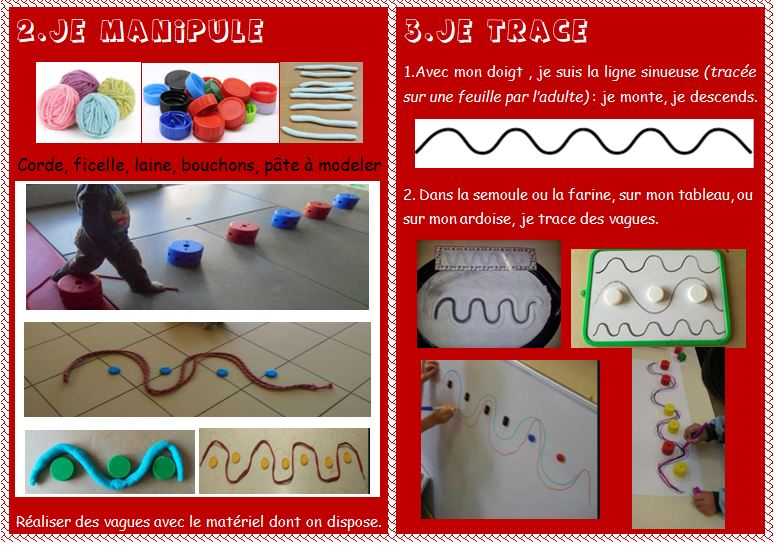 2.JE MANIPULE
Corde, ficelle, laine, bouchons, pâte à modeler
Réaliser des vagues avec le matériel dont on dispose.
3.JE TRACE
1.Avec mon doigt , je suis la ligne sinueuse (tracée
sur une feuille par l’adulte) : je monte, je descends.
2. Dans la semoule ou la farine, sur mon tableau, ou
sur mon ardoise, je trace des vagues.